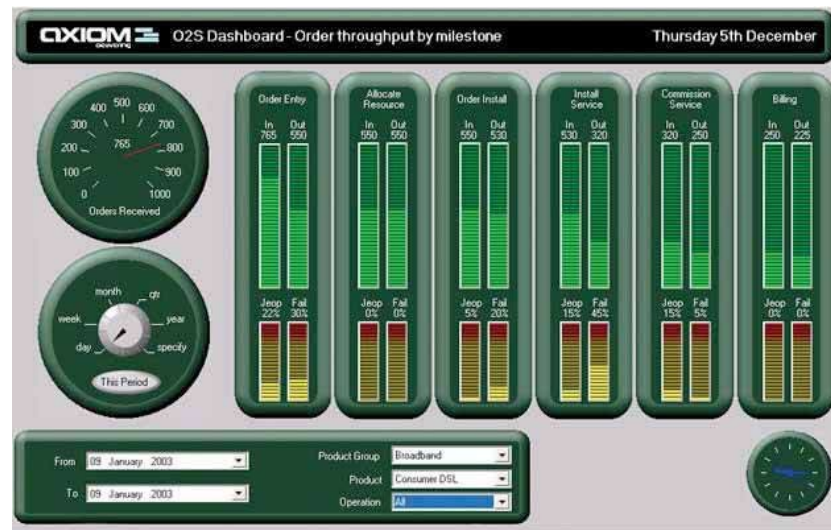 AXIOM
O2S Dashboard - Order throughput by milestone
Thursday 5th December
0
100
200
300
400
500
600
700
800
900
1000
765
Orders Received
day
week
month
qtr
year
specify
This Period
Order Entry
In Out
765 550
Jeop Fail
22% 30%
Allocate
Resource
In Out
550 550
Jeop Fail
0% 0%
Order Install
In Out
550 530
Jeop Fail
5% 20%
Install
Service
In Out
530 320
Jeop Fail
15% 45%
Commission
Service
In Out
320 250
Jeop Fail
15% 5%
Billing
In Out
250 225
Jeop Fail
0% 0%
From 09 January 2003
To 09 January 2003
Product Group Broadband
Product Consumer DSL
Operation All